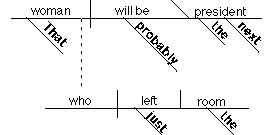 woman will be president
That probably the next
who left room
just the